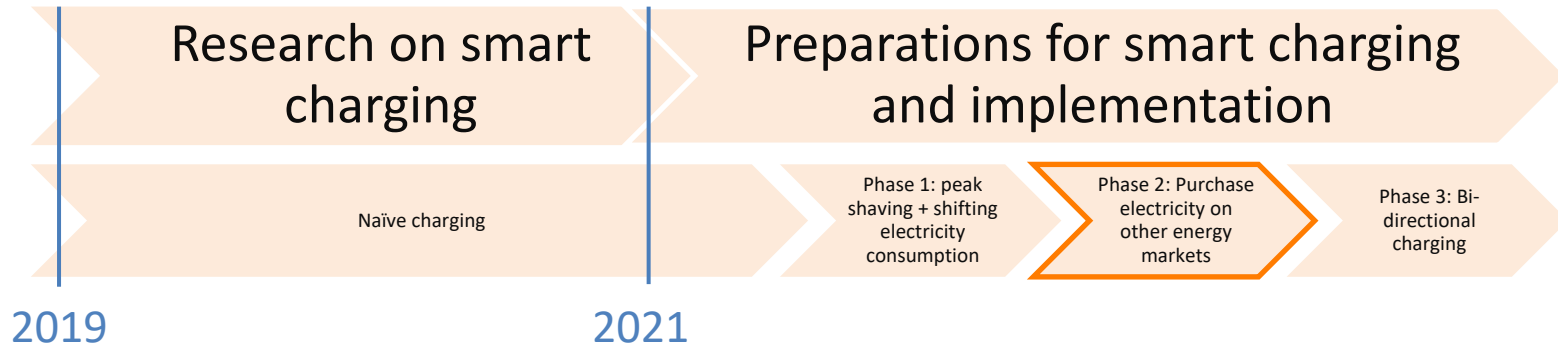 Research on smart
charging
Preparations for smart charging
and implementation
Naïve charging
Phase 1: peak
shaving + shifting
electricity
consumption
Phase 2: Purchase
electricity on
other energy
markets
Phase 3: Bi-
directional
charging
2019
2021